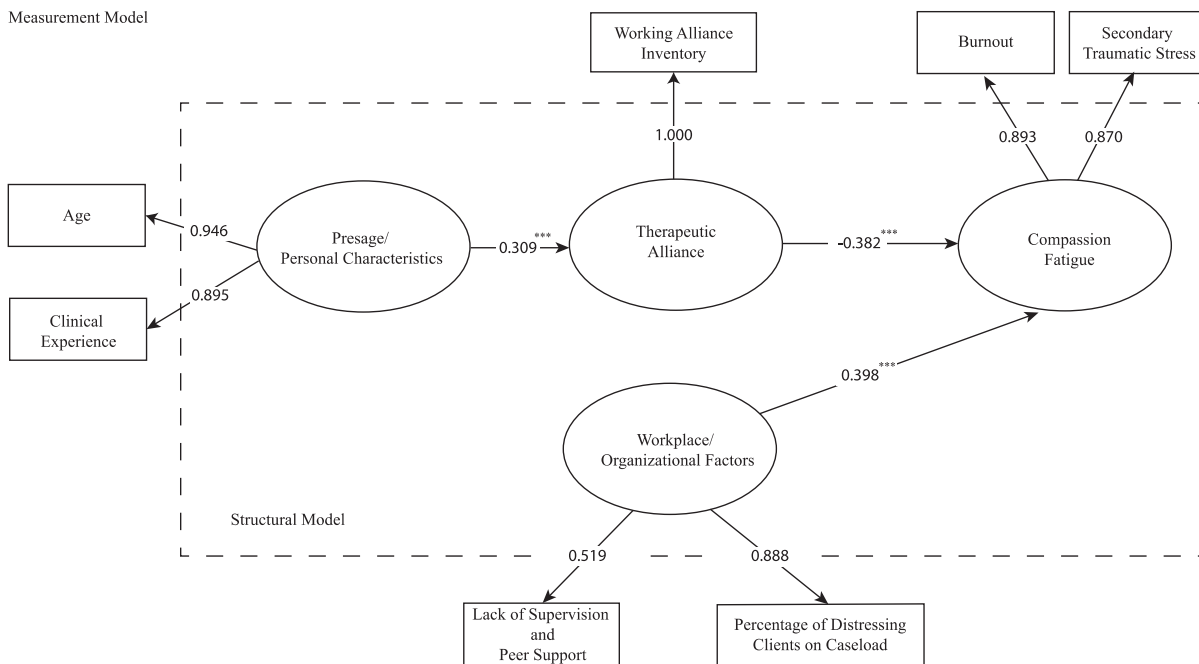 Measurement Model
Working Alliance
Inventory
Burnout
Secondary
Traumatic Stress
1.000
0.893
0.870
Age
0.946
Presage/
Personal Characteristics
0.309***
Therapeutic
Alliance
-0.382***
Compassion
Fatigue
0.895
Clinical
Experience
0.398***
Workplace/
Organizational Factors
Structural Model
0.519
0.888
Lack of Supervision
and
Peer Support
Percentage of Distressing
Clients on Caseload